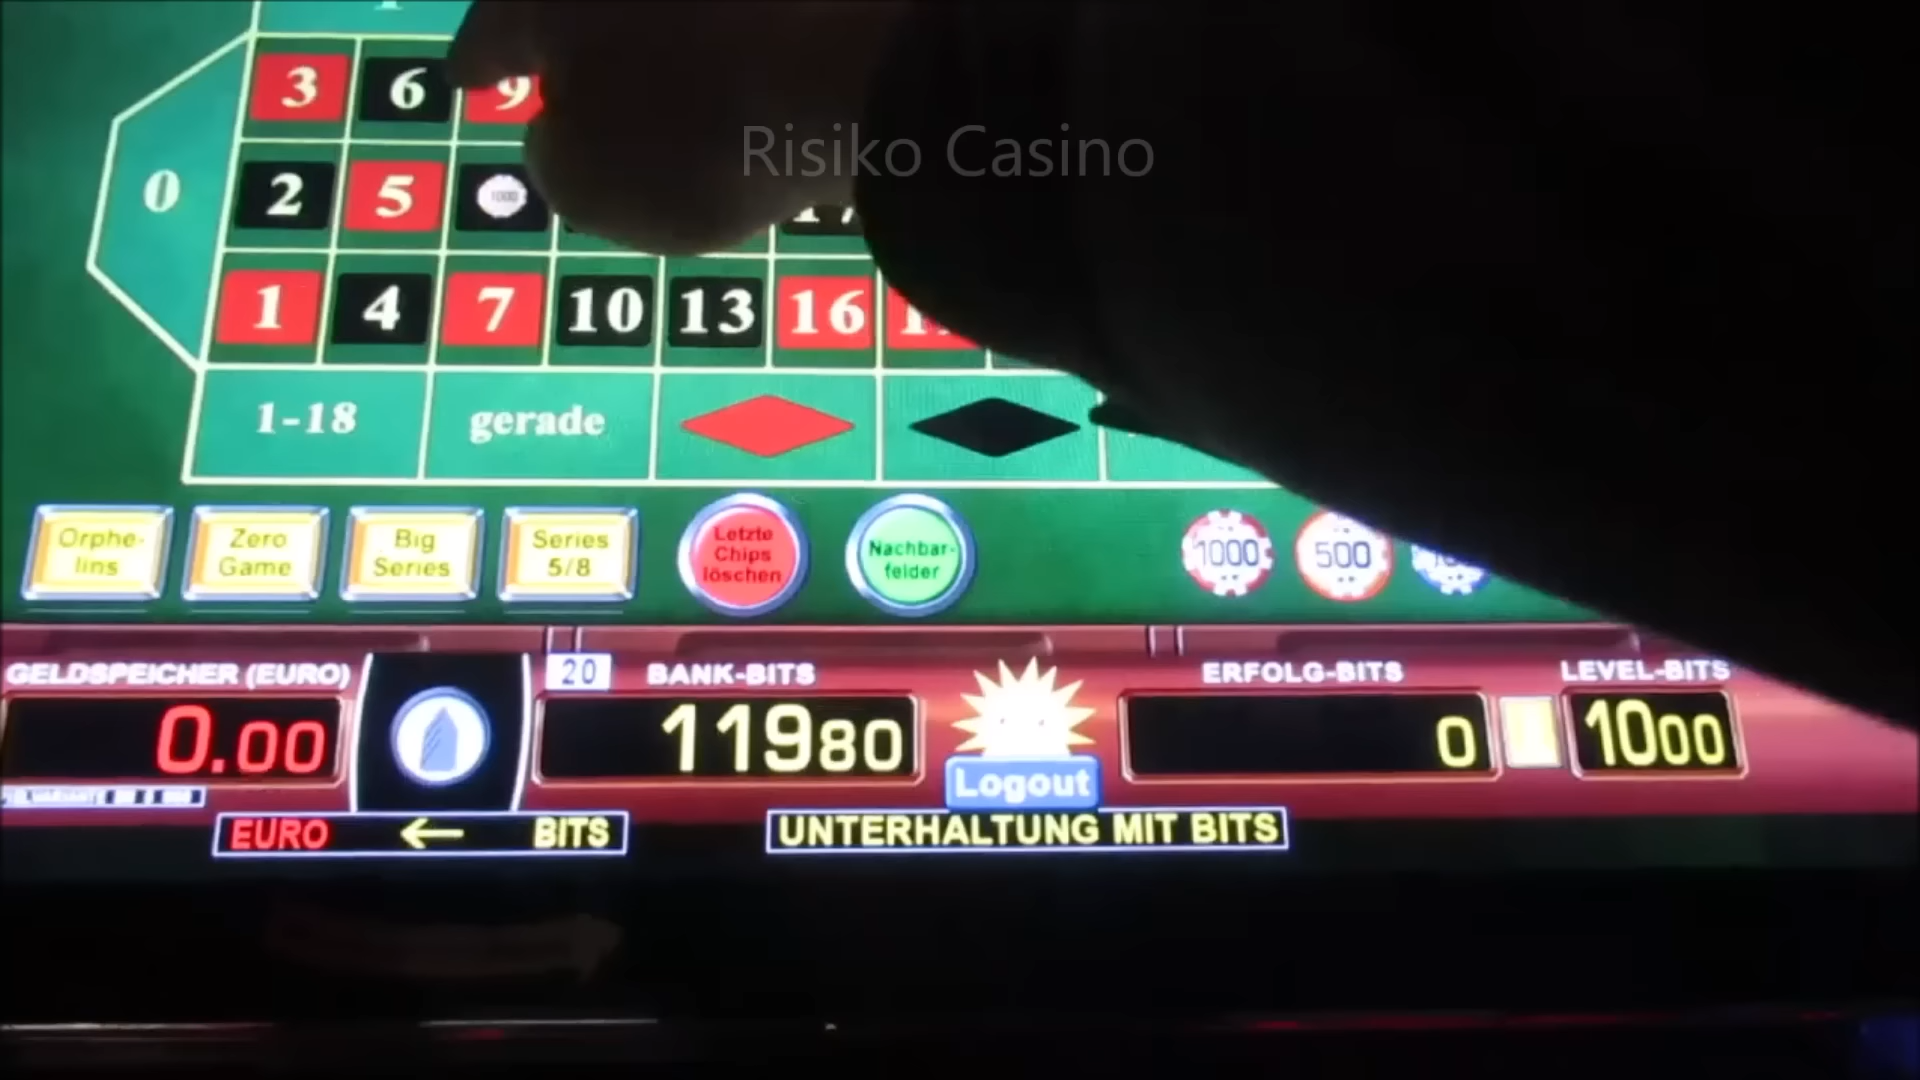 Risiko Casino
3 6 9
0 2 5 1000
1 4 7 10 13 16
1-18 gerade
Orphe-
lins
Zero
Game
Big
Series
Series
5/8
Letzte
Chips
löschen
Nachbar-
felder
1000 500
GELDSPEICHER (EURO) 20 BANK-BITS ERFOLG-BITS LEVEL-BITS
0.00 11980 0 1000
Logout
EURO ← BITS UNTERHALTUNG MIT BITS